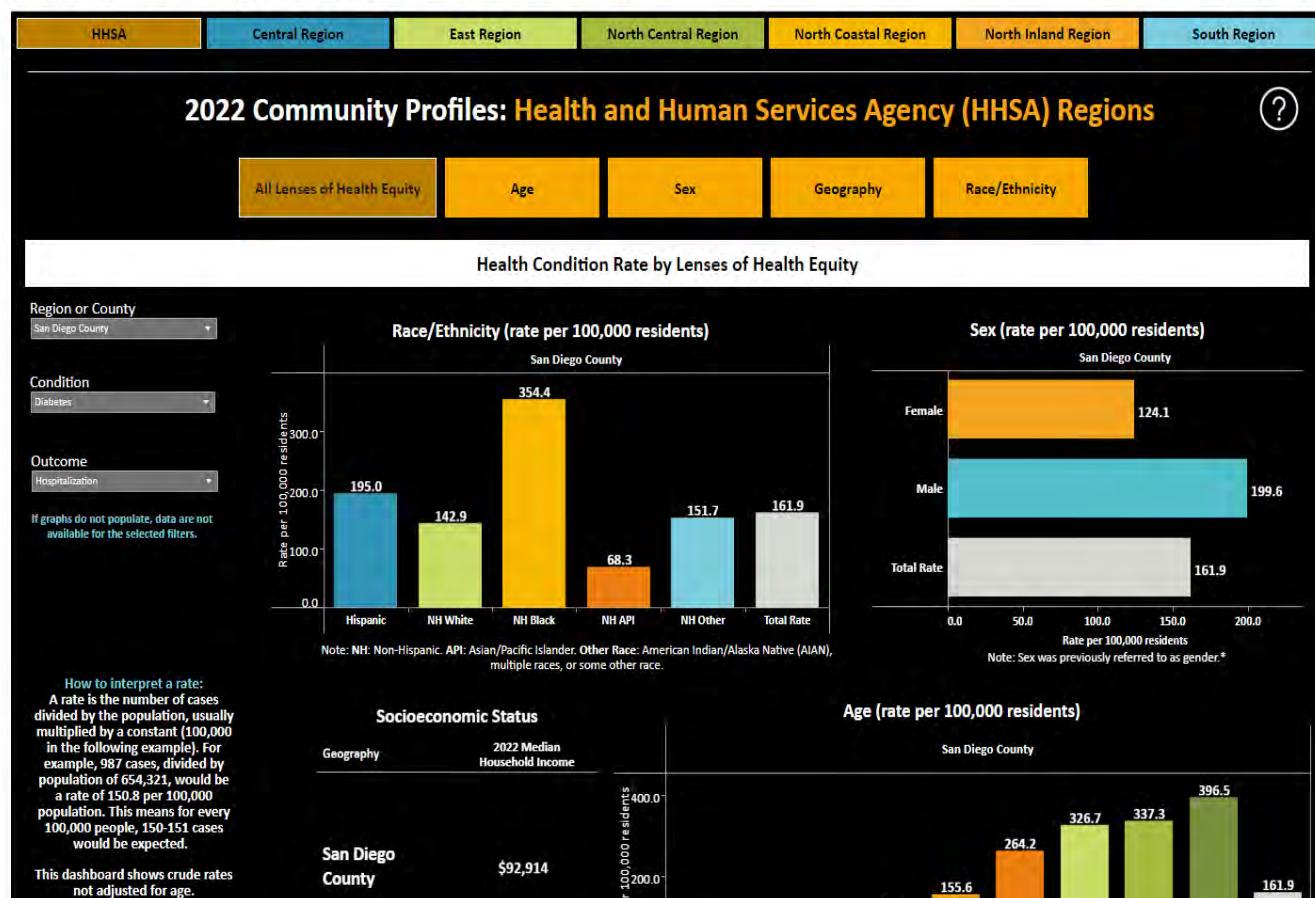 HHSA
Central Region
East Region
North Central Region
North Coastal Region
North Inland Region
South Region
2022 Community Profiles: Health and Human Services Agency (HHSA) Regions
?
All Lenses of Health Equity
Age
Sex
Geography
Race/Ethnicity
Health Condition Rate by Lenses of Health Equity
Region or County
San Diego County
Condition
Diabetes
Outcome
Hospitalization
If graphs do not populate, data are not
available for the selected filters.
How to interpret a rate:
A rate is the number of cases
divided by the population, usually
multiplied by a constant (100,000
in the following example). For
example, 987 cases, divided by
population of 654,321, would be
a rate of 150.8 per 100,000
population. This means for every
100,000 people, 150-151 cases
would be expected.
This dashboard shows crude rates
not adjusted for age.
Race/Ethnicity (rate per 100,000 residents)
San Diego County
Rate per 100,000 residents
300.0
200.0
100.0
0.0
195.0
142.9
354.4
68.3
151.7
161.9
Hispanic
NH White
NH Black
NH API
NH Other
Total Rate
Note: NH: Non-Hispanic. API: Asian/Pacific Islander. Other Race: American Indian/Alaska Native (AIAN),
multiple races, or some other race.
Sex (rate per 100,000 residents)
San Diego County
Female
124.1
Male
199.6
Total Rate
161.9
0.0
50.0
100.0
150.0
200.0
Rate per 100,000 residents
Note: Sex was previously referred to as gender.*
Socioeconomic Status
Geography
2022 Median
Household Income
San Diego
County
$92,914
Age (rate per 100,000 residents)
San Diego County
100,000 residents
400.0
200.0
155.6
264.2
326.7
337.3
396.5
161.9